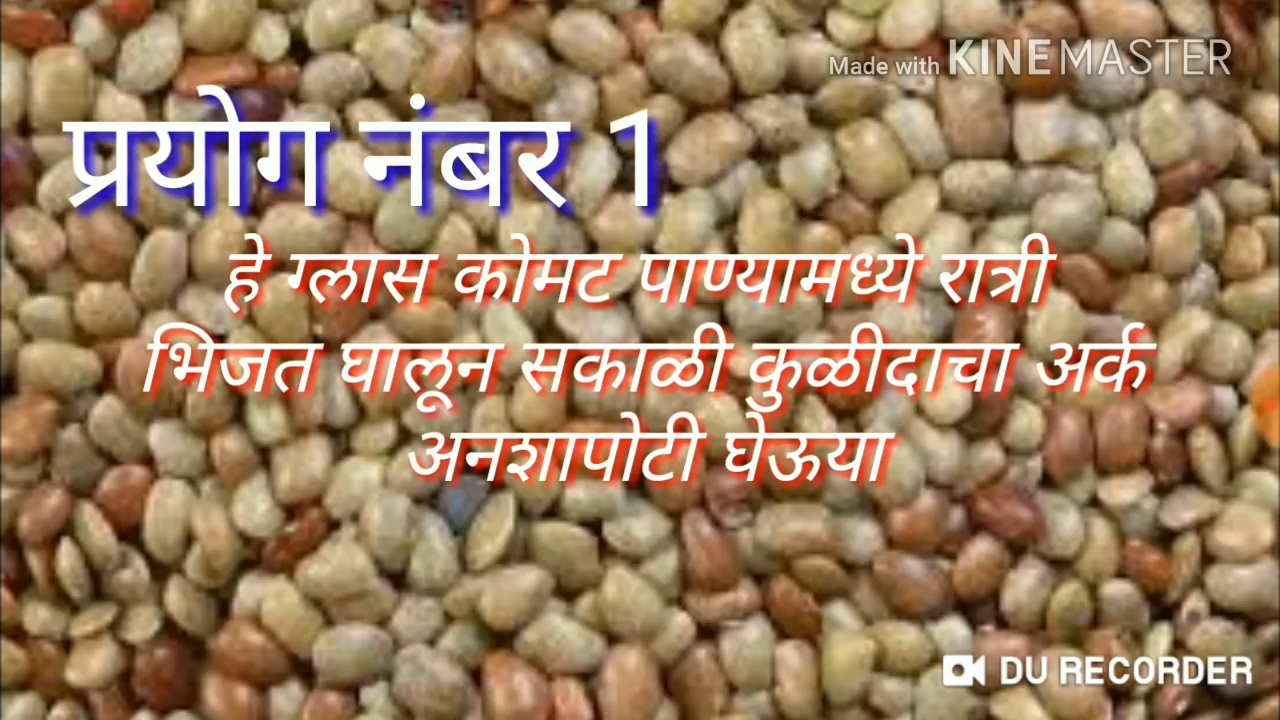 Made with KINEMASTER
प्रयोग नंबर 1
हे ग्लास कोमट पाण्यामध्ये रात्री
भिजत घालून सकाळी कुळीदाचा अर्क
अनशापोटी घेऊया
DU RECORDER